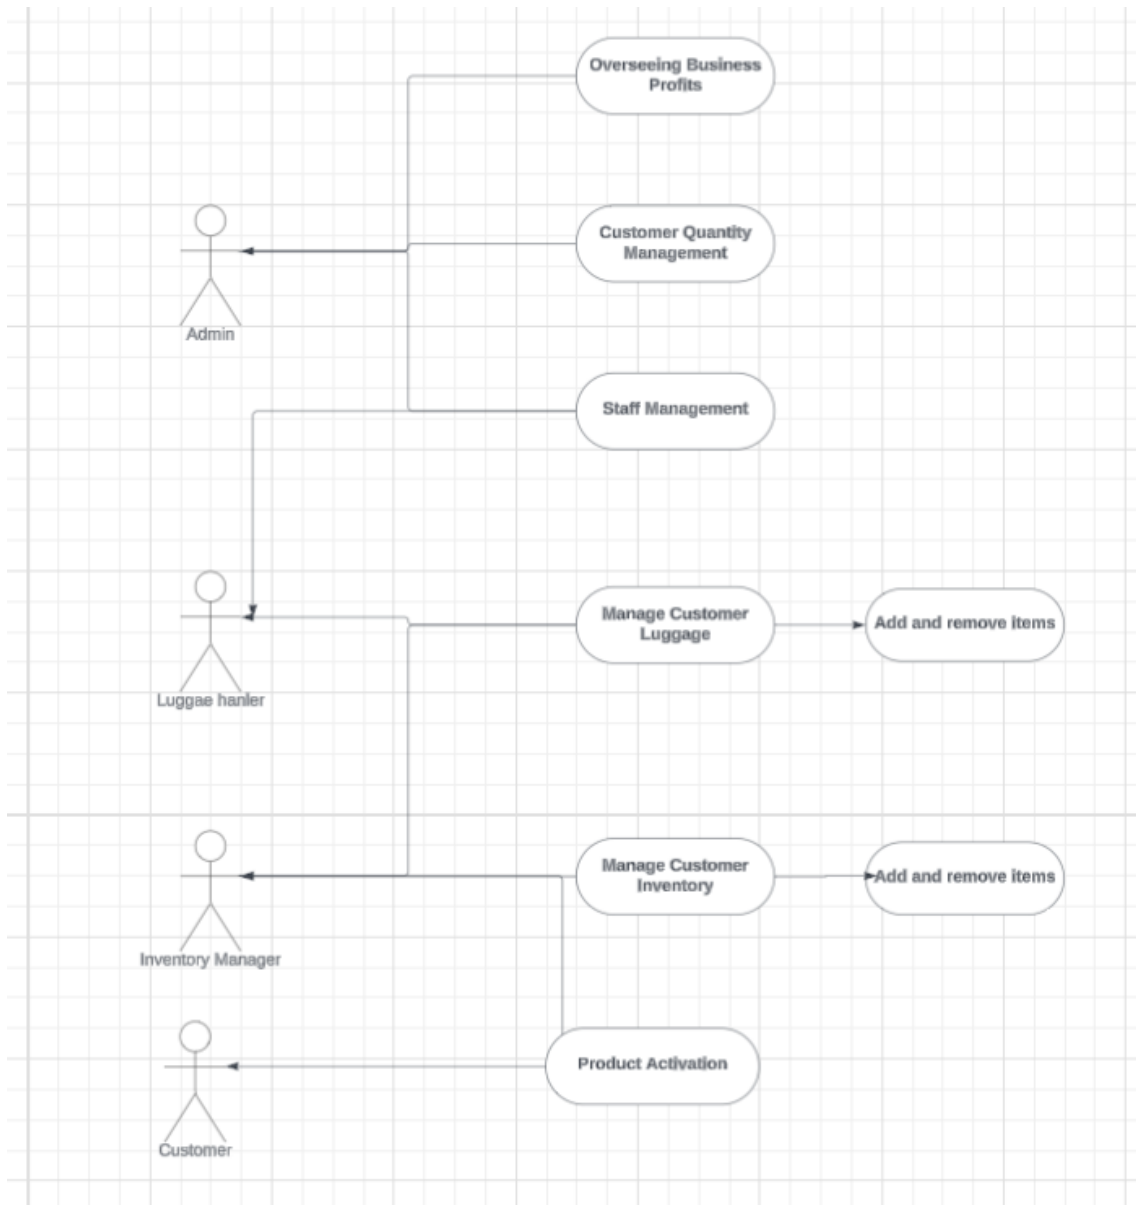 Overseeing Business
Profits
Customer Quantity
Management
Admin
Staff Management
Manage Customer
Luggage
Add and remove items
Luggae hanler
Manage Customer
Inventory
Add and remove items
Inventory Manager
Product Activation
Customer